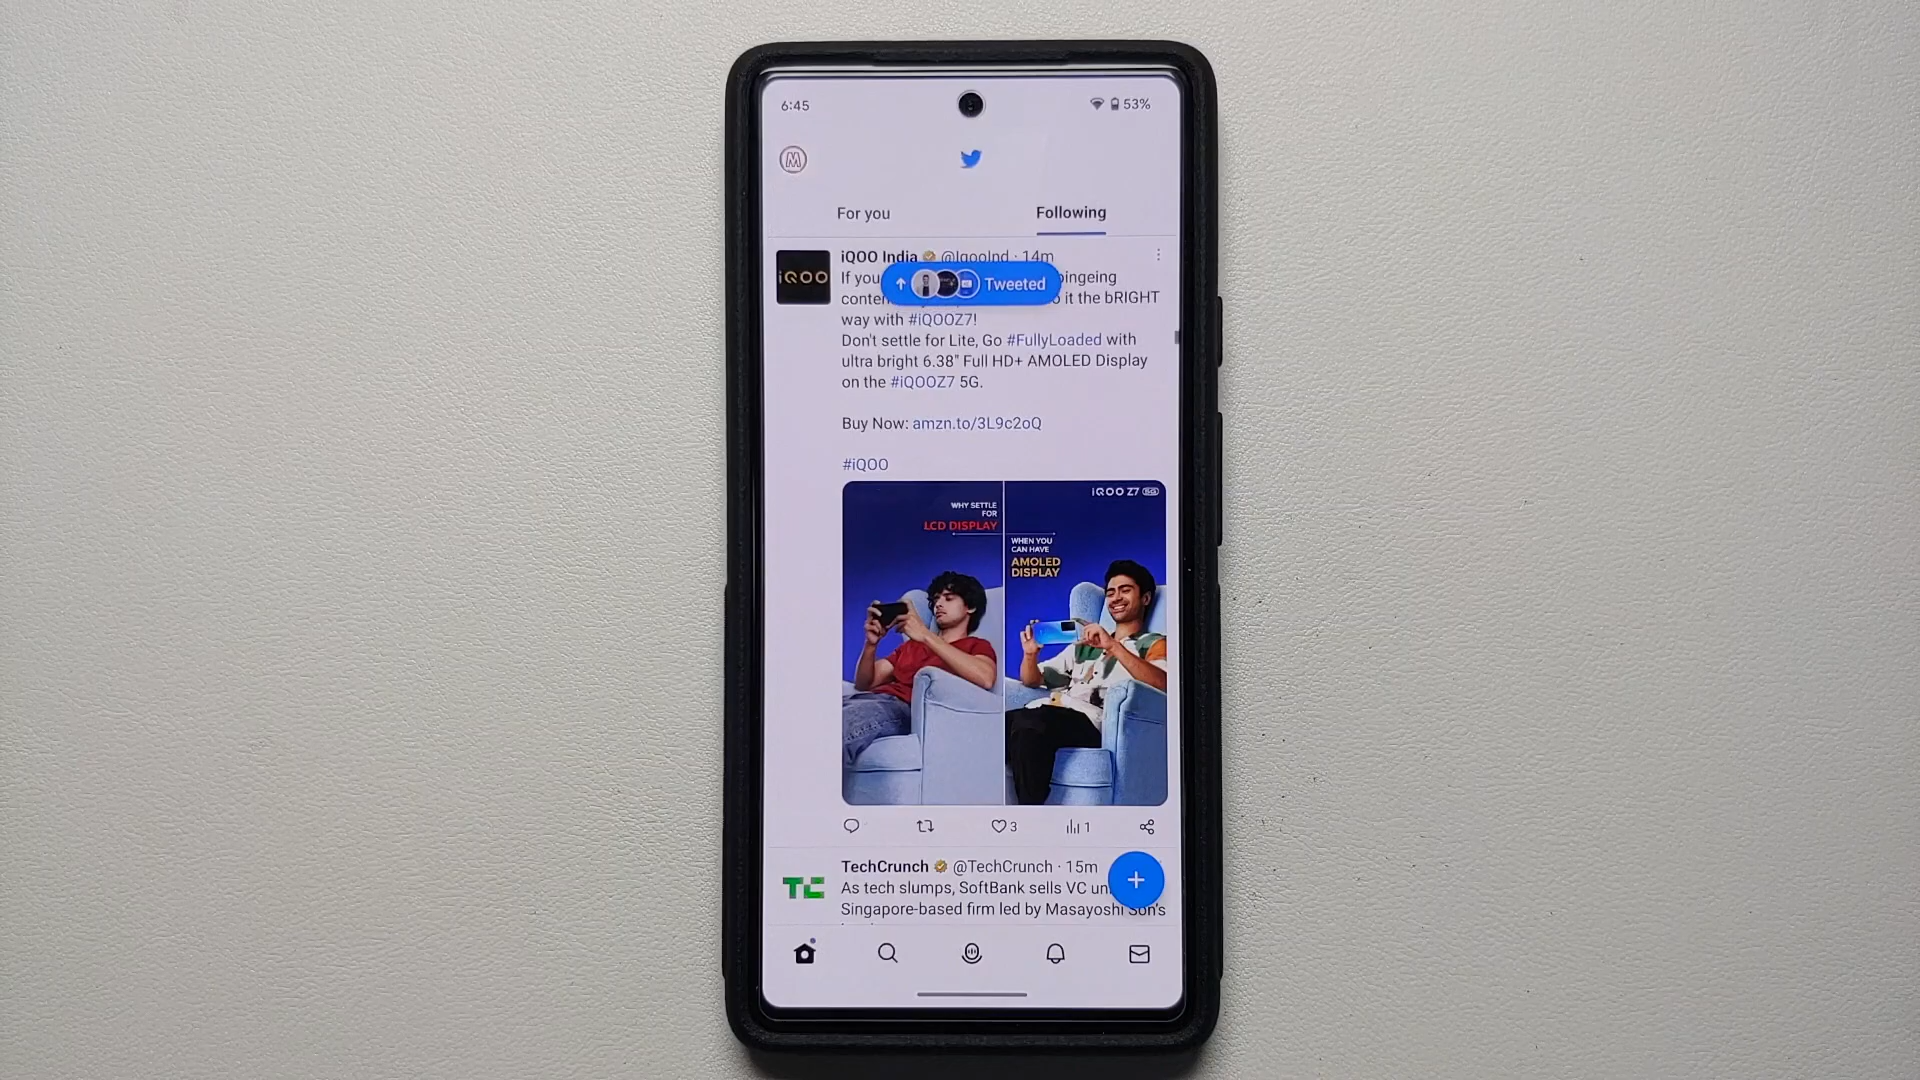 6:45
53%
M
For you
Following
iQOO
iQOO India @IqooInd · 14m
If you
ingeing
Tweeted
conten
it the bRIGHT
way with #iQOOZ7!
Don't settle for Lite, Go #FullyLoaded with
ultra bright 6.38" Full HD+ AMOLED Display
on the #iQOOZ7 5G.
Buy Now: amzn.to/3L9c2oQ
#iQOO
WHY SETTLE
FOR
LCD DISPLAY
iQOO Z7 5G
WHEN YOU
CAN HAVE
AMOLED
DISPLAY
3
1
TC
TechCrunch @TechCrunch · 15m
As tech slumps, SoftBank sells VC un
Singapore-based firm led by Masayoshi Son's